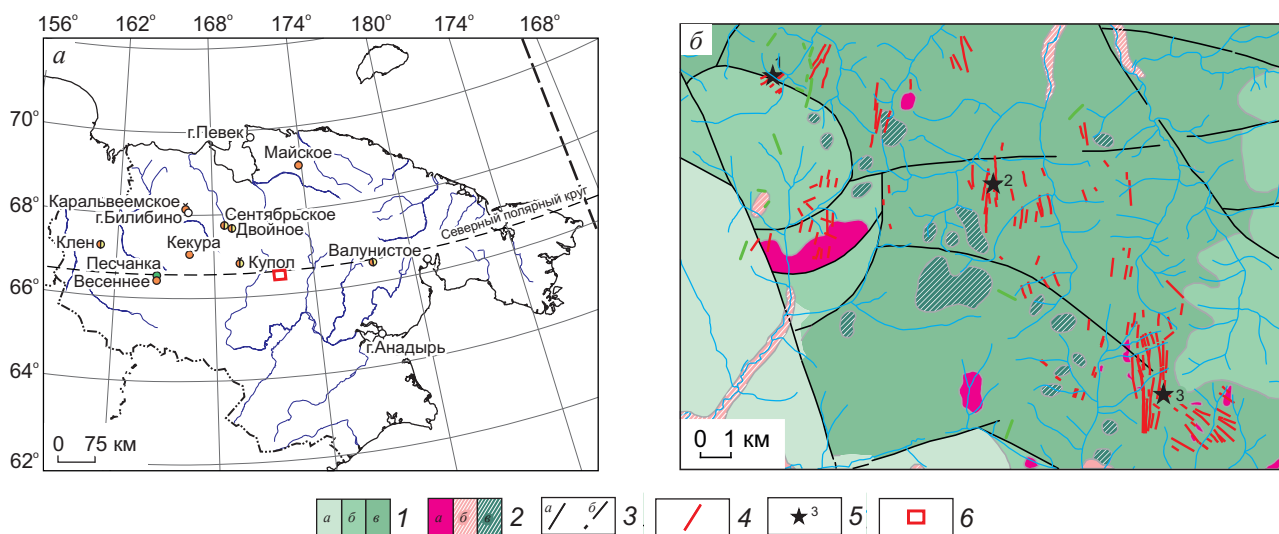 156° 162° 168° 174° 180° 174° 168°
а
70°
68°
66°
64°
62°
г.Певек
Майское
Каральвеемское
г.Билибино
Сентябрьское
Двойное
Клен
Кекура
Купол
Валунистое
Северный полярный круг
Песчанка
Весеннее
г.Анадырь
0 75 км
б
1
2
3
0 1 км
а б в 1
а б в 2
а б 3
4
3 5
6